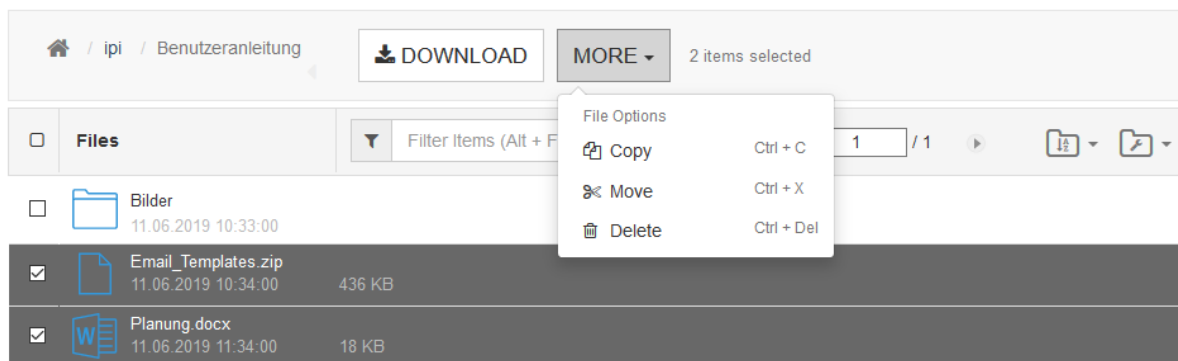 / ipi / Benutzeranleitung DOWNLOAD MORE 2 items selected
File Options
Copy Ctrl + C
Move Ctrl + X
Delete Ctrl + Del
Files Filter Items (Alt + F 1 / 1
Bilder
11.06.2019 10:33:00
Email_Templates.zip
11.06.2019 10:34:00 436 KB
Planung.docx
11.06.2019 11:34:00 18 KB